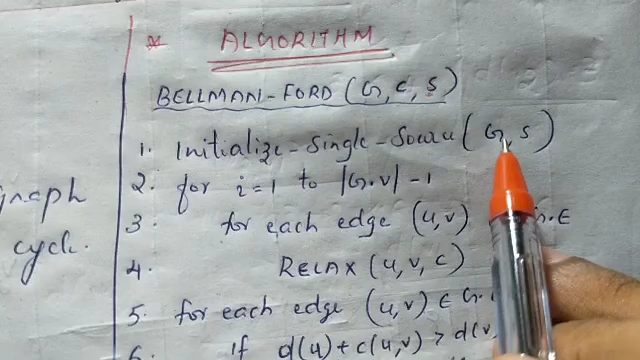 * ALGORITHM
BELLMAN-FORD (G, C, S)
1. Initialize-Single-Source (G, S
2. for i=1 to |G.V| -1
graph
3. for each edge (u,v) G.E
cycle.
4. RELAX (u, v, c)
5. for each edge (u,v) ∈ G.
6. if d(u) + c(u,v) > d(v